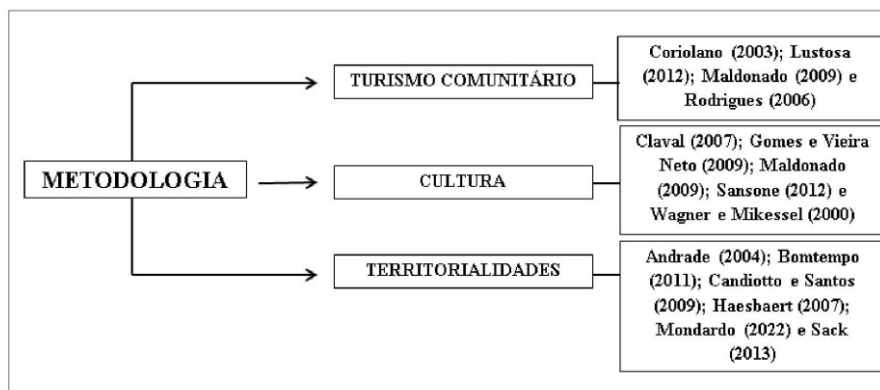 METODOLOGIA
TURISMO COMUNITÁRIO
Coriolano (2003); Lustosa
(2012); Maldonado (2009) e
Rodrigues (2006)
CULTURA
Claval (2007); Gomes e Vieira
Neto (2009); Maldonado
(2009); Sansone (2012) e
Wagner e Mikessel (2000)
TERRITORIALIDADES
Andrade (2004); Bomtempo
(2011); Candiotto e Santos
(2009); Haesbaert (2007);
Mondardo (2022) e Sack
(2013)